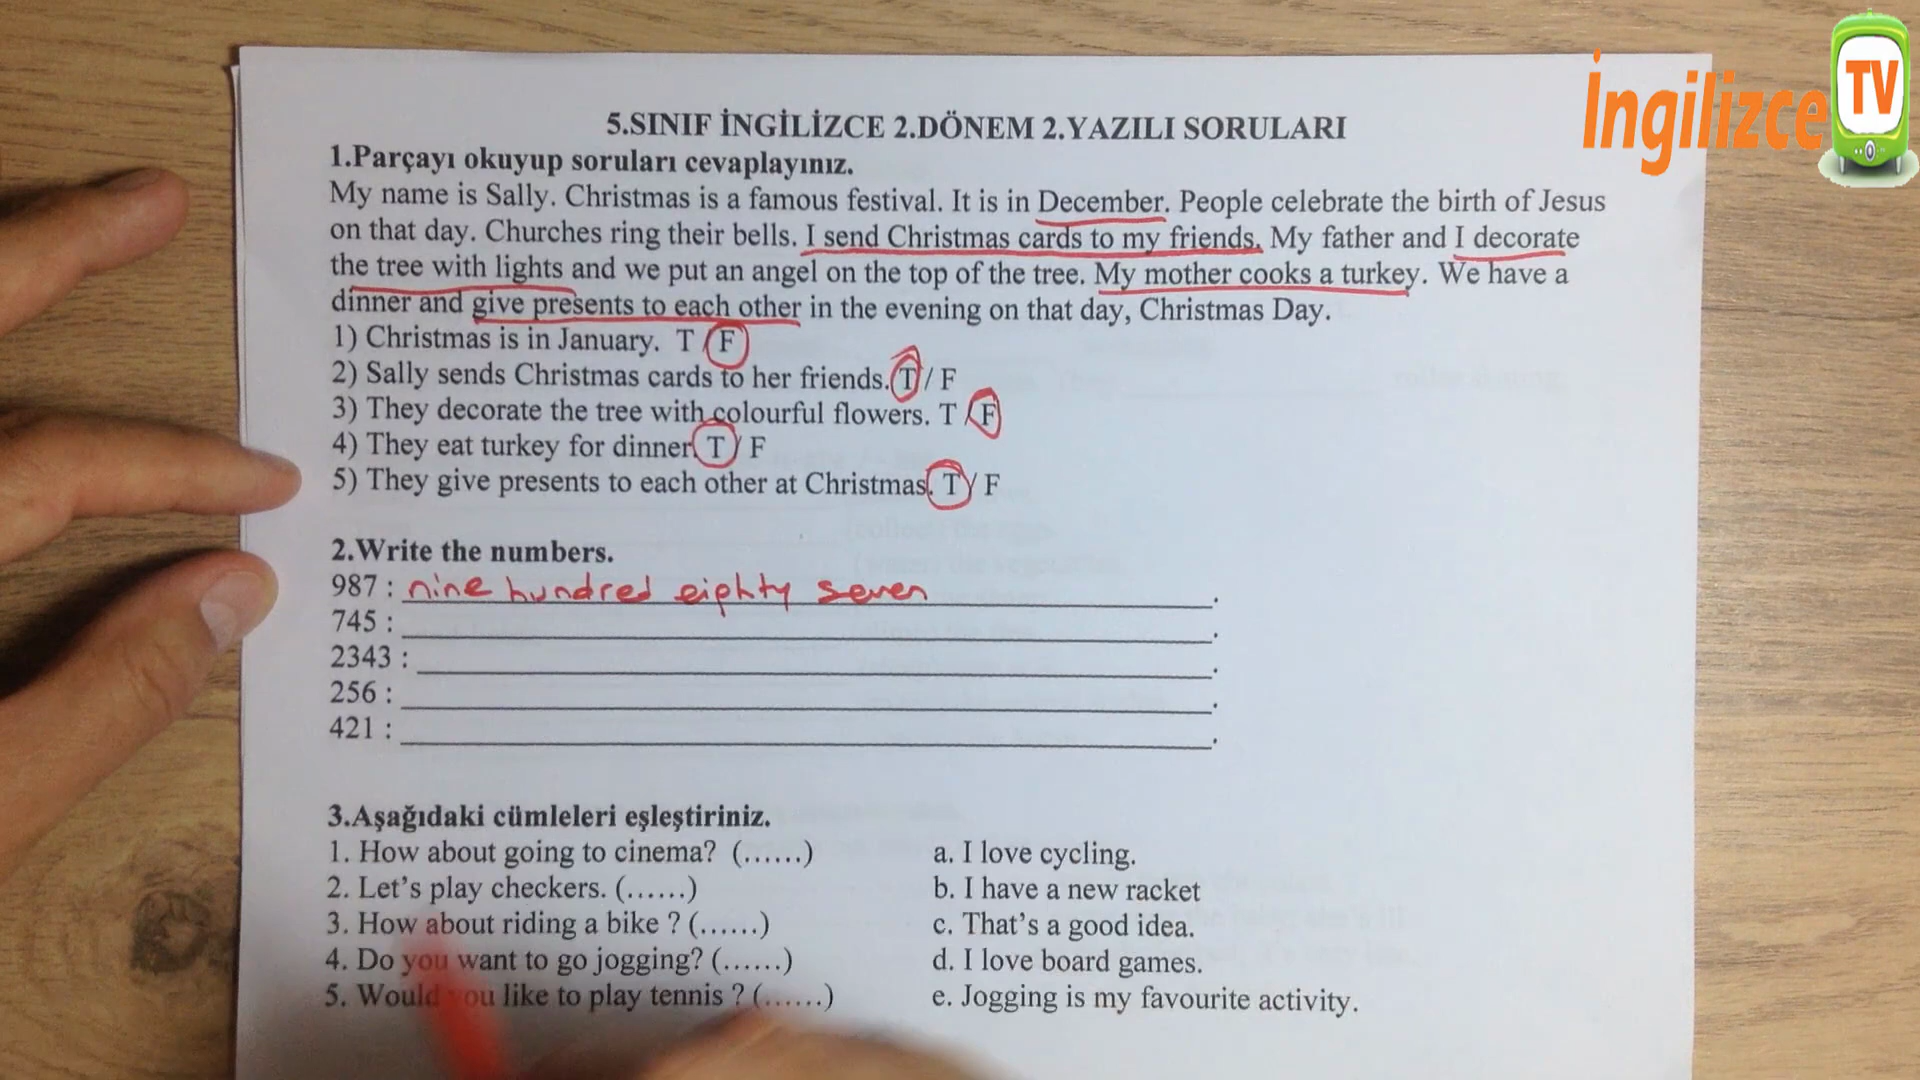 İngilizce TV
5.SINIF İNGİLİZCE 2.DÖNEM 2.YAZILI SORULARI
1.Parçayı okuyup soruları cevaplayınız.
My name is Sally. Christmas is a famous festival. It is in December. People celebrate the birth of Jesus
on that day. Churches ring their bells. I send Christmas cards to my friends. My father and I decorate
the tree with lights and we put an angel on the top of the tree. My mother cooks a turkey. We have a
dinner and give presents to each other in the evening on that day, Christmas Day.
1) Christmas is in January. T / F
2) Sally sends Christmas cards to her friends. T / F
3) They decorate the tree with colourful flowers. T / F
4) They eat turkey for dinner. T / F
5) They give presents to each other at Christmas. T / F
2.Write the numbers.
987 : nine hundred eighty seven .
745 : .
2343 : .
256 : .
421 : .
3.Aşağıdaki cümleleri eşleştiriniz.
1. How about going to cinema? (......) a. I love cycling.
2. Let's play checkers. (......) b. I have a new racket
3. How about riding a bike ? (......) c. That's a good idea.
4. Do you want to go jogging? (......) d. I love board games.
5. Would you like to play tennis ? (......) e. Jogging is my favourite activity.